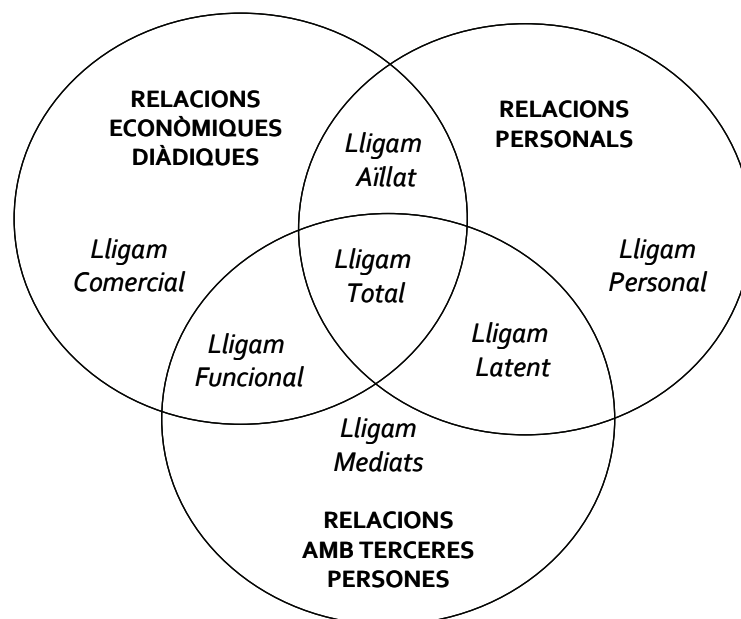 RELACIONS
ECONÒMIQUES
DIÀDIQUES
Lligam
Aïllat
RELACIONS
PERSONALS
Lligam
Comercial
Lligam
Total
Lligam
Personal
Lligam
Funcional
Lligam
Latent
Lligam
Mediats
RELACIONS
AMB TERCERES
PERSONES